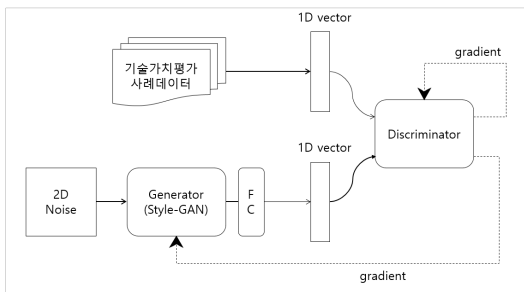 1D vector
gradient
기술가치평가
사례데이터
Discriminator
1D vector
2D
Noise
Generator
(Style-GAN)
F
C
gradient